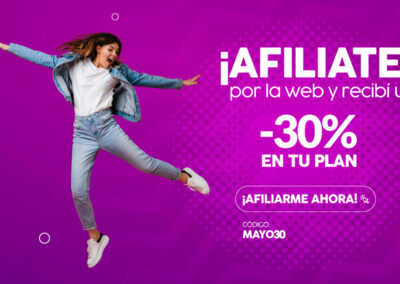 ¡AFILIATE
por la web y recibí u
-30%
EN TU PLAN
¡AFILIARME AHORA!
CÓDIGO:
MAYO30